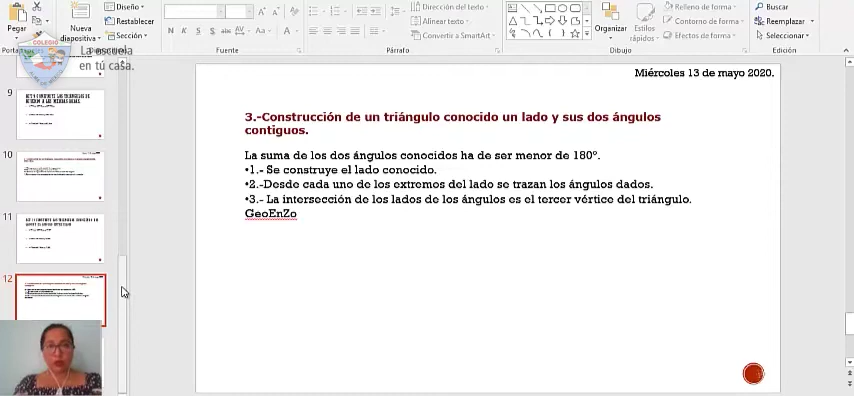 Diseño
Restablecer
Pegar
Nueva
diapositiva
Dirección del texto
Alinear texto
Convertir a SmartArt
Organizar
Estilos
rápidos
Relleno de forma
Contorno de forma
Efectos de forma
Buscar
Reemplazar
Seleccionar
Fuente
Párrafo
Dibujo
Edición
COLEGIO
La escuela
en tú casa.
Miércoles 13 de mayo 2020.
3.-Construcción de un triángulo conocido un lado y sus dos ángulos
contiguos.
La suma de los dos ángulos conocidos ha de ser menor de 180°.
•1.- Se construye el lado conocido.
•2.-Desde cada uno de los extremos del lado se trazan los ángulos dados.
•3.- La intersección de los lados de los ángulos es el tercer vértice del triángulo.
GeoEnZo
9
10
11
12